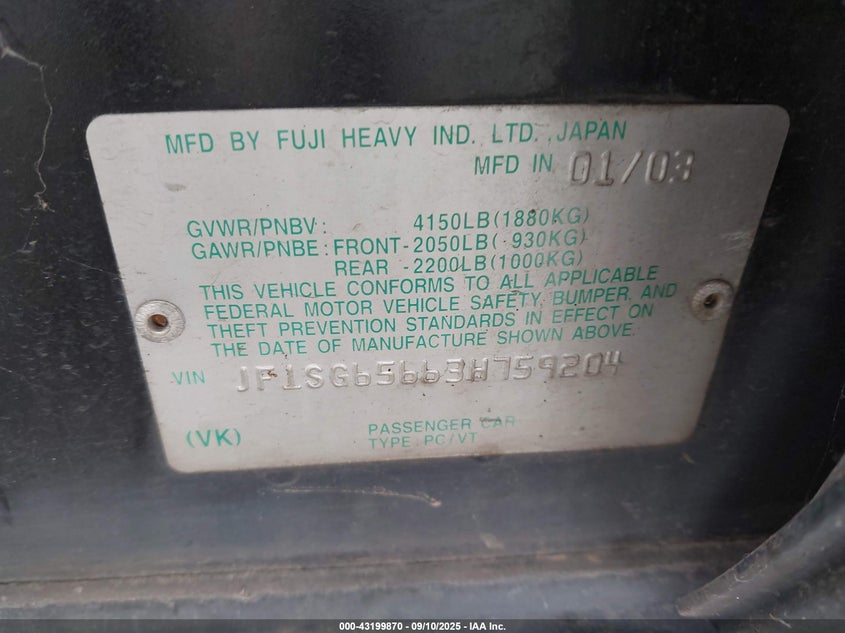 MFD BY FUJI HEAVY IND. LTD. JAPAN
MFD IN 01/03
GVWR/PNBV: 4150LB(1880KG)
GAWR/PNBE: FRONT-2050LB( 930KG)
REAR -2200LB(1000KG)
THIS VEHICLE CONFORMS TO ALL APPLICABLE
FEDERAL MOTOR VEHICLE SAFETY, BUMPER, AND
THEFT PREVENTION STANDARDS IN EFFECT ON
THE DATE OF MANUFACTURE SHOWN ABOVE.
VIN JF1SG65663H759204
(VK) PASSENGER CAR
TYPE PC/VT
000-43199870 - 09/10/2025 - IAA Inc.